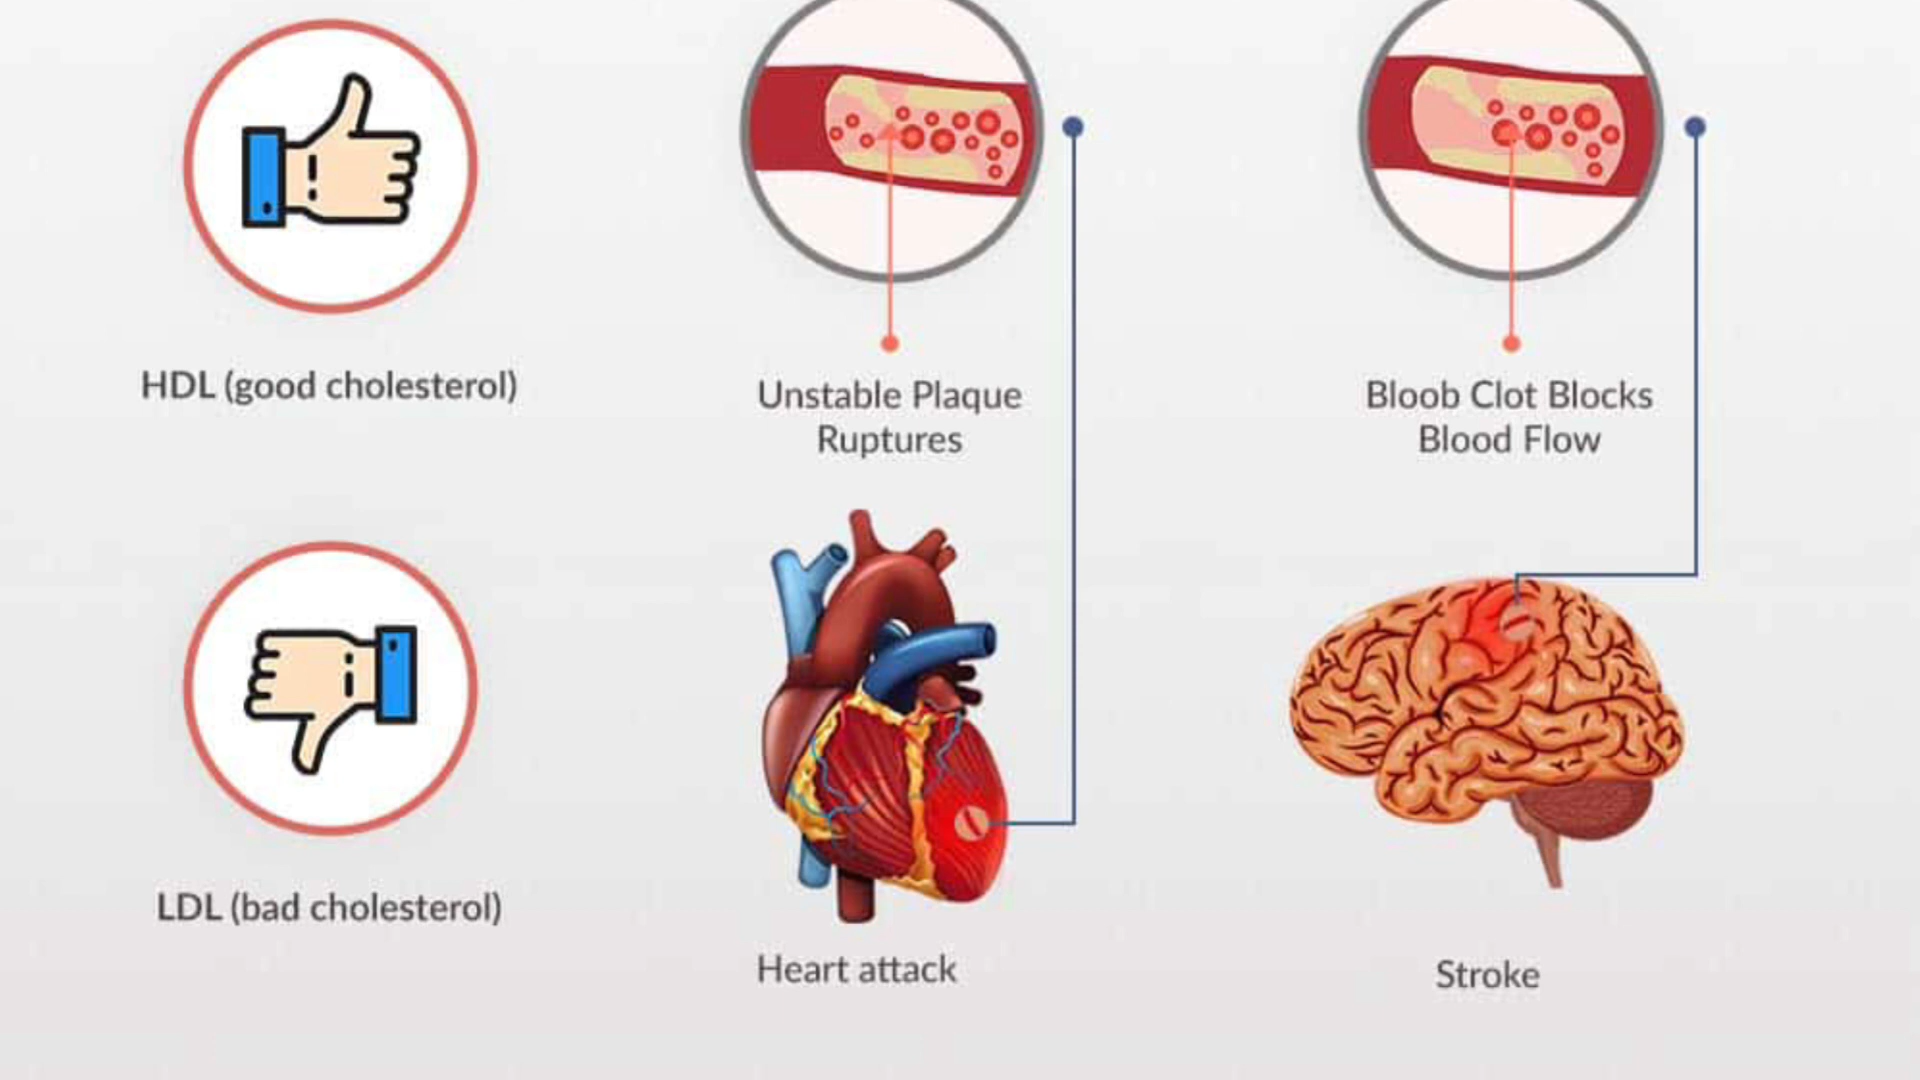 HDL (good cholesterol)
Unstable Plaque
Ruptures
Bloob Clot Blocks
Blood Flow
LDL (bad cholesterol)
Heart attack
Stroke